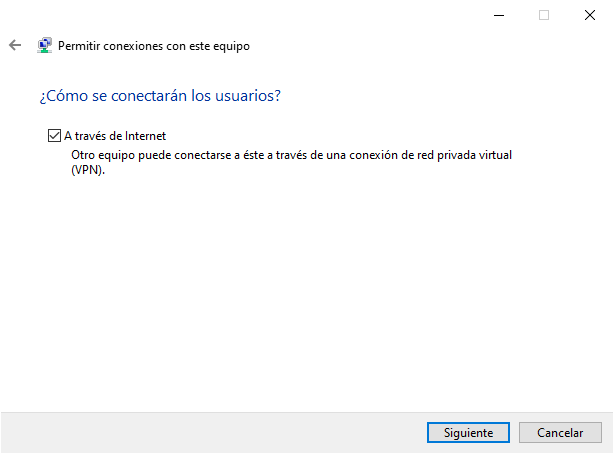 Permitir conexiones con este equipo
¿Cómo se conectarán los usuarios?
A través de Internet
Otro equipo puede conectarse a éste a través de una conexión de red privada virtual
(VPN).
Siguiente
Cancelar